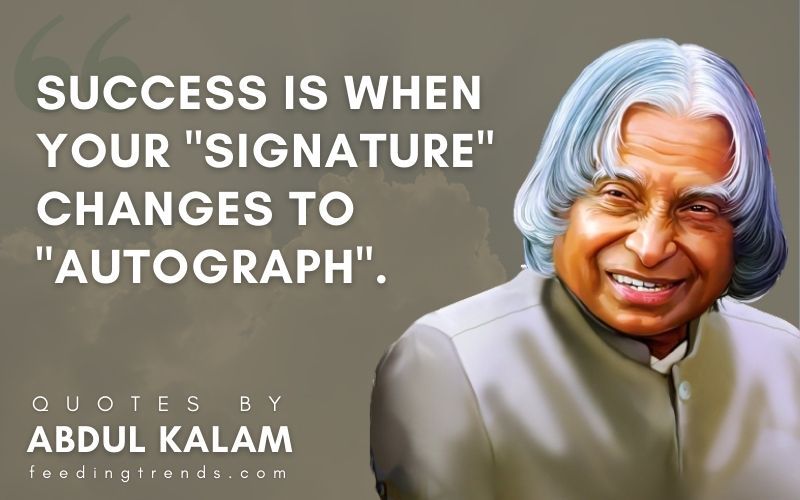 SUCCESS IS WHEN
YOUR "SIGNATURE"
CHANGES TO
"AUTOGRAPH".
QUOTES BY
ABDUL KALAM
feedingtrends.com